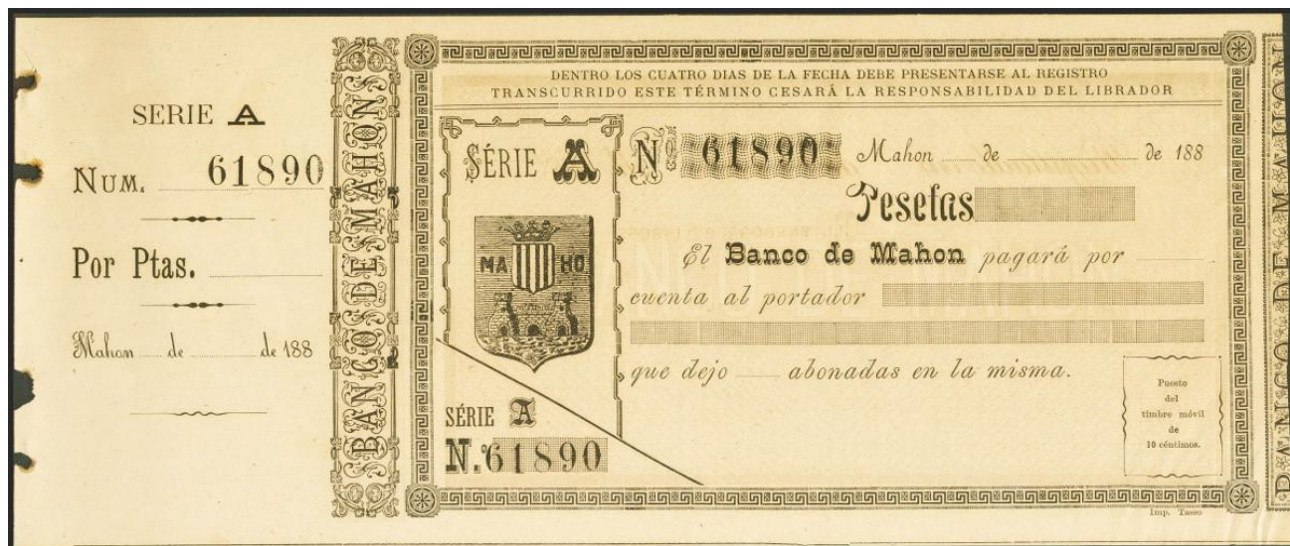 SERIE A
NUM. 61890
Por Ptas.
Mahon de de 188
BANCO DE MAHON
DENTRO LOS CUATRO DIAS DE LA FECHA DEBE PRESENTARSE AL REGISTRO
TRANSCURRIDO ESTE TÉRMINO CESARÁ LA RESPONSABILIDAD DEL LIBRADOR
SÉRIE A
Nº 61890 Mahon de de 188
Pesetas
MA HO
El Banco de Mahon pagará por
cuenta al portador
que dejo abonadas en la misma.
SÉRIE A
N.º 61890
Puesto
del
timbre móvil
de
10 céntimos.
Imp. Tasso
BANCO DE MAHON